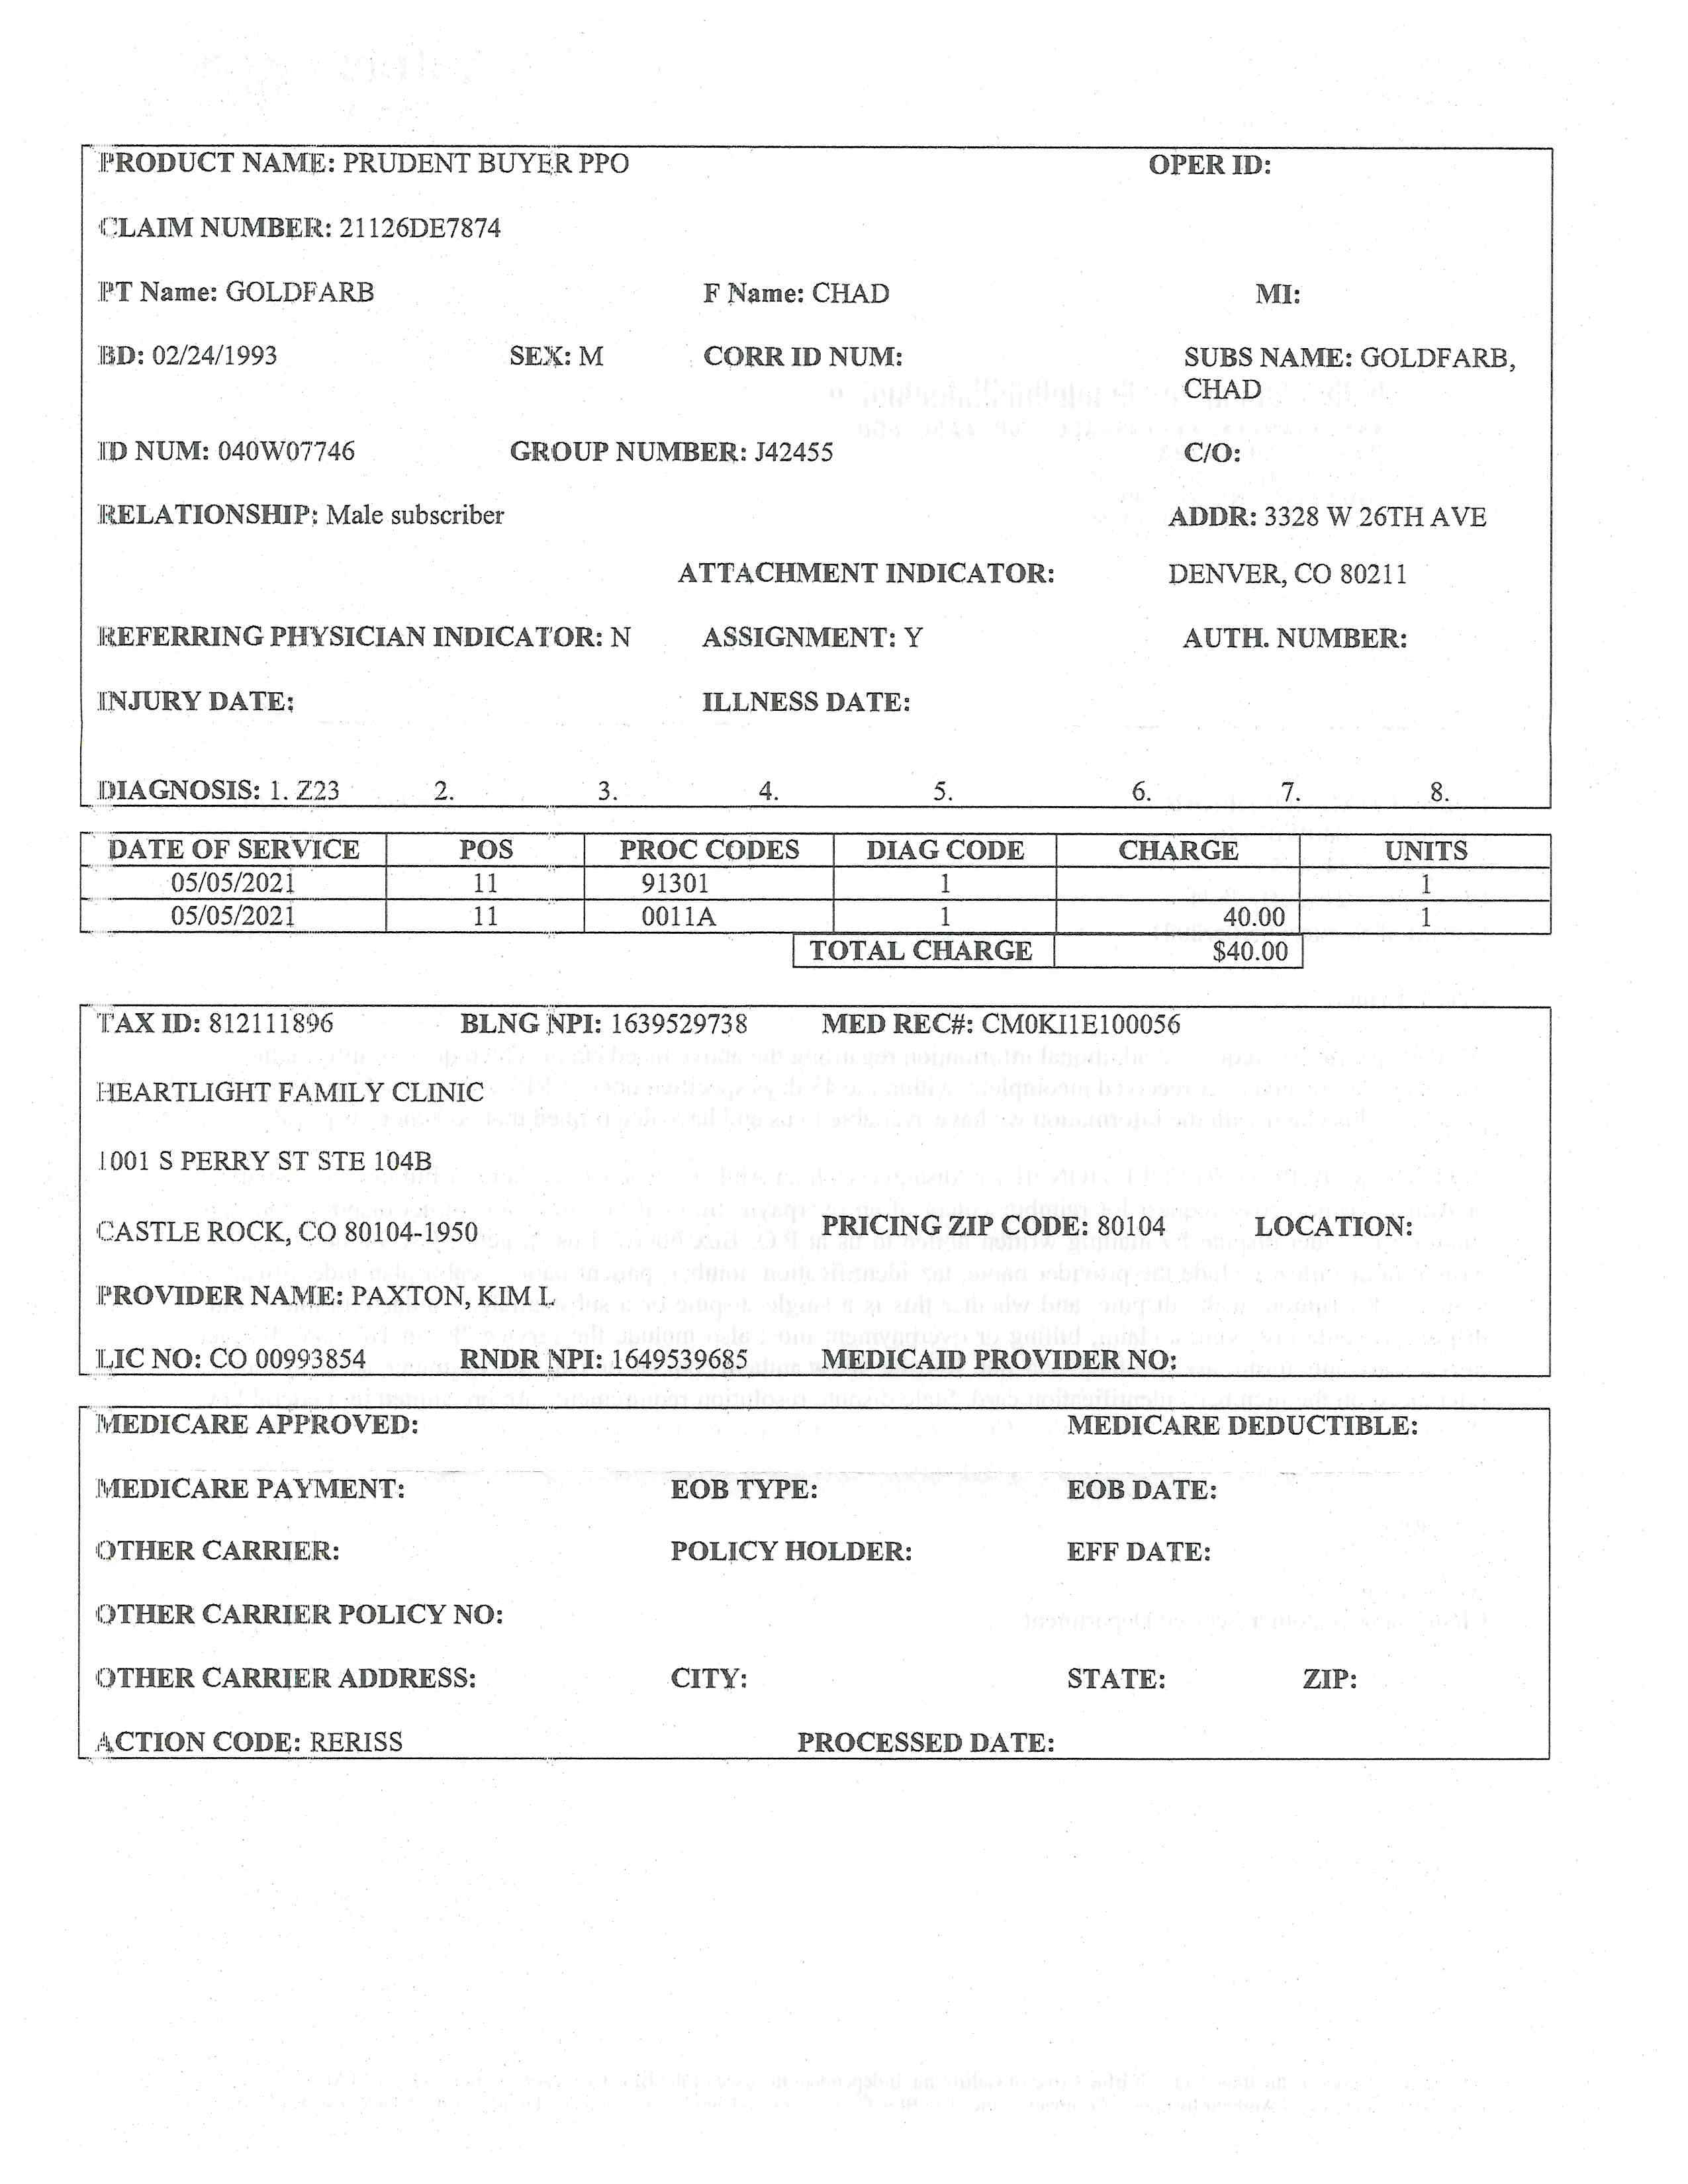 PRODUCT NAME: PRUDENT BUYER PPO OPER ID:
CLAIM NUMBER: 21126DE7874
PT Name: GOLDFARB F Name: CHAD MI:
BD: 02/24/1993 SEX: M CORR ID NUM: SUBS NAME: GOLDFARB,
CHAD
ID NUM: 040W07746 GROUP NUMBER: J42455 C/O:
RELATIONSHIP: Male subscriber ADDR: 3328 W 26TH AVE
ATTACHMENT INDICATOR: DENVER, CO 80211
REFERRING PHYSICIAN INDICATOR: N ASSIGNMENT: Y AUTH. NUMBER:
INJURY DATE: ILLNESS DATE:
DIAGNOSIS: 1. Z23 2. 3. 4. 5. 6. 7. 8.
DATE OF SERVICE POS PROC CODES DIAG CODE CHARGE UNITS
05/05/2021 11 91301 1 1
05/05/2021 11 0011A 1 40.00 1
TOTAL CHARGE $40.00
TAX ID: 812111896 BLNG NPI: 1639529738 MED REC#: CM0KI1E100056
HEARTLIGHT FAMILY CLINIC
1001 S PERRY ST STE 104B
CASTLE ROCK, CO 80104-1950 PRICING ZIP CODE: 80104 LOCATION:
PROVIDER NAME: PAXTON, KIM L
LIC NO: CO 00993854 RNDR NPI: 1649539685 MEDICAID PROVIDER NO:
MEDICARE APPROVED: MEDICARE DEDUCTIBLE:
MEDICARE PAYMENT: EOB TYPE: EOB DATE:
OTHER CARRIER: POLICY HOLDER: EFF DATE:
OTHER CARRIER POLICY NO:
OTHER CARRIER ADDRESS: CITY: STATE: ZIP:
ACTION CODE: RERISS PROCESSED DATE: